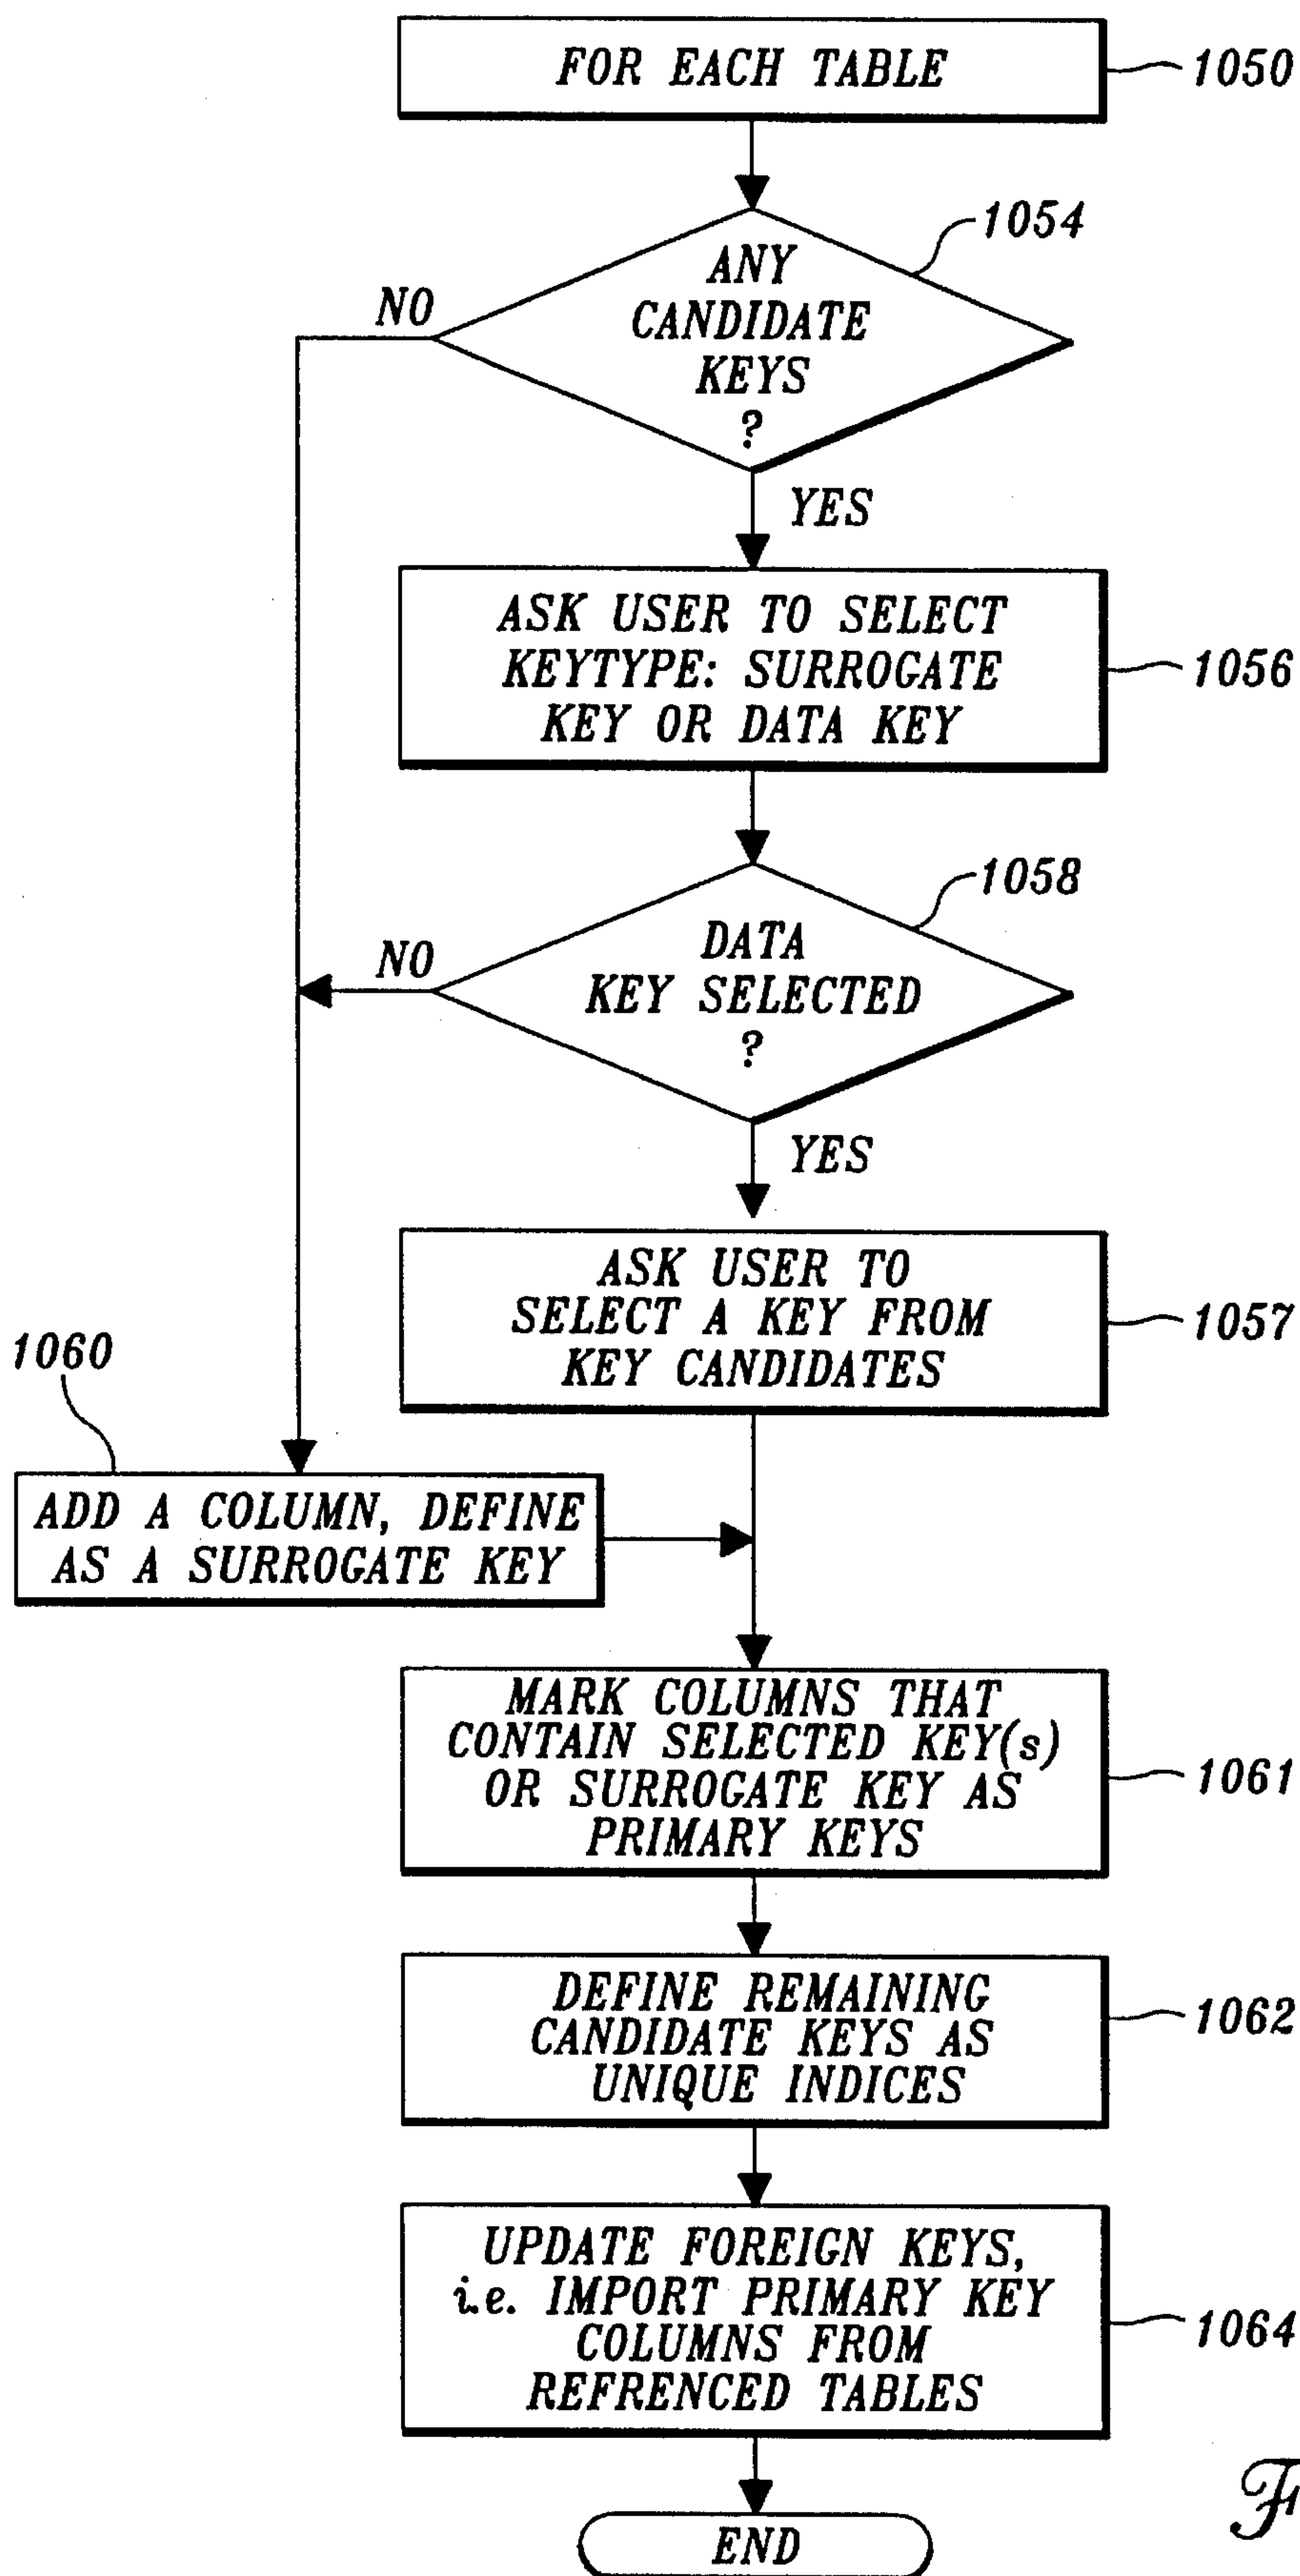 FOR EACH TABLE
1050
1054
ANY
CANDIDATE
KEYS
?
NO
YES
ASK USER TO SELECT
KEYTYPE: SURROGATE
KEY OR DATA KEY
1056
1058
DATA
KEY SELECTED
?
NO
YES
ASK USER TO
SELECT A KEY FROM
KEY CANDIDATES
1057
1060
ADD A COLUMN, DEFINE
AS A SURROGATE KEY
MARK COLUMNS THAT
CONTAIN SELECTED KEY(s)
OR SURROGATE KEY AS
PRIMARY KEYS
1061
DEFINE REMAINING
CANDIDATE KEYS AS
UNIQUE INDICES
1062
UPDATE FOREIGN KEYS,
i.e. IMPORT PRIMARY KEY
COLUMNS FROM
REFRENCED TABLES
1064
END